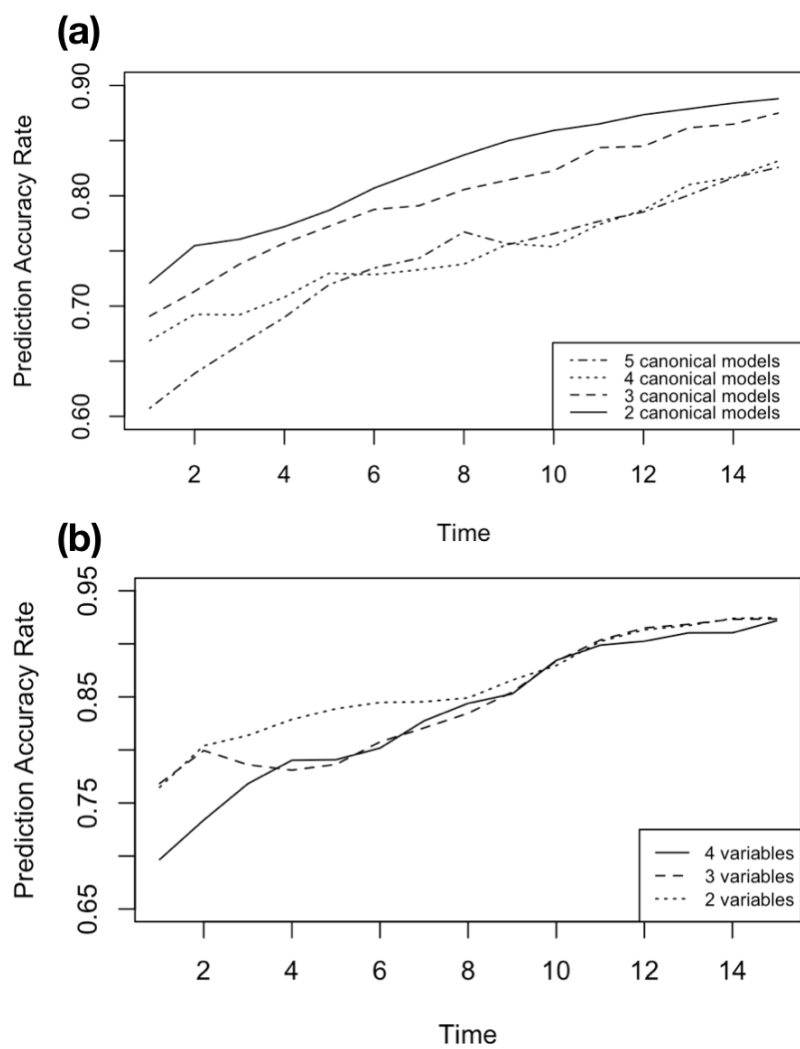 (a)
Prediction Accuracy Rate
0.90
0.80
0.70
0.60
5 canonical models
4 canonical models
3 canonical models
2 canonical models
2 4 6 8 10 12 14
Time
(b)
Prediction Accuracy Rate
0.95
0.85
0.75
0.65
4 variables
3 variables
2 variables
2 4 6 8 10 12 14
Time